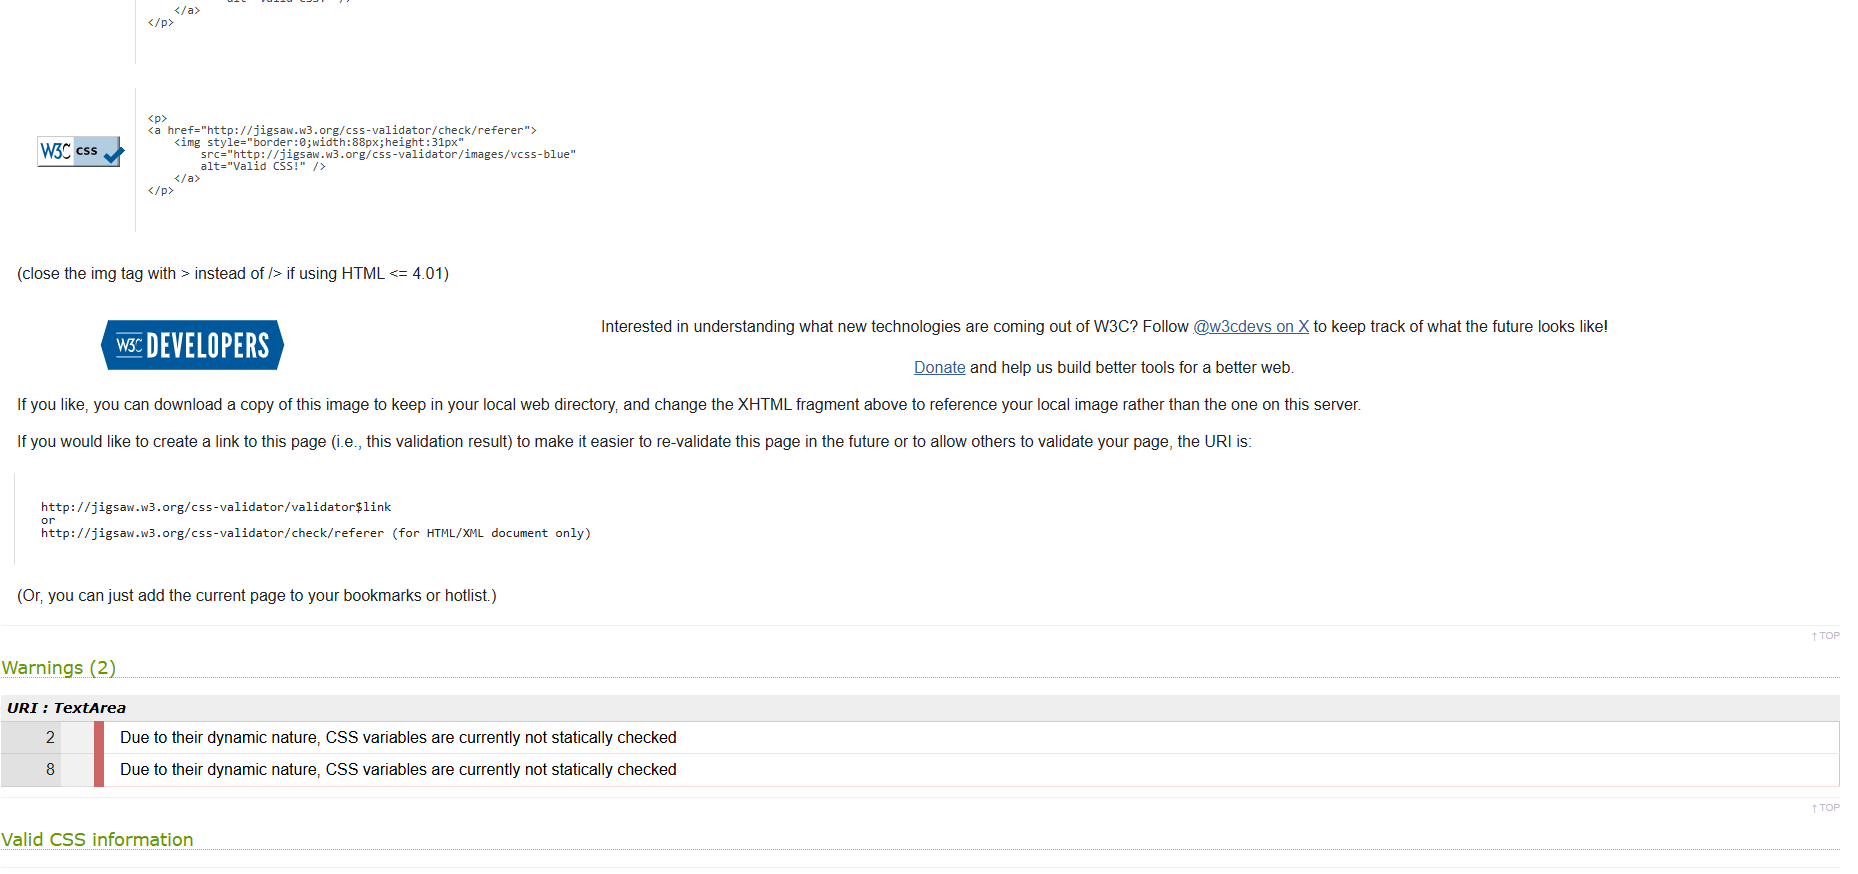 </a>
</p>
<p>
<a href="http://jigsaw.w3.org/css-validator/check/referer">
<img style="border:0;width:88px;height:31px"
src="http://jigsaw.w3.org/css-validator/images/vcss-blue"
alt="Valid CSS!" />
</a>
</p>
W3C css
(close the img tag with > instead of /> if using HTML <= 4.01)
W3C DEVELOPERS
Interested in understanding what new technologies are coming out of W3C? Follow @w3cdevs on X to keep track of what the future looks like!
Donate and help us build better tools for a better web.
If you like, you can download a copy of this image to keep in your local web directory, and change the XHTML fragment above to reference your local image rather than the one on this server.
If you would like to create a link to this page (i.e., this validation result) to make it easier to re-validate this page in the future or to allow others to validate your page, the URI is:
http://jigsaw.w3.org/css-validator/validator$link
or
http://jigsaw.w3.org/css-validator/check/referer (for HTML/XML document only)
(Or, you can just add the current page to your bookmarks or hotlist.)
↑ TOP
Warnings (2)
URI : TextArea
2 Due to their dynamic nature, CSS variables are currently not statically checked
8 Due to their dynamic nature, CSS variables are currently not statically checked
↑ TOP
Valid CSS information